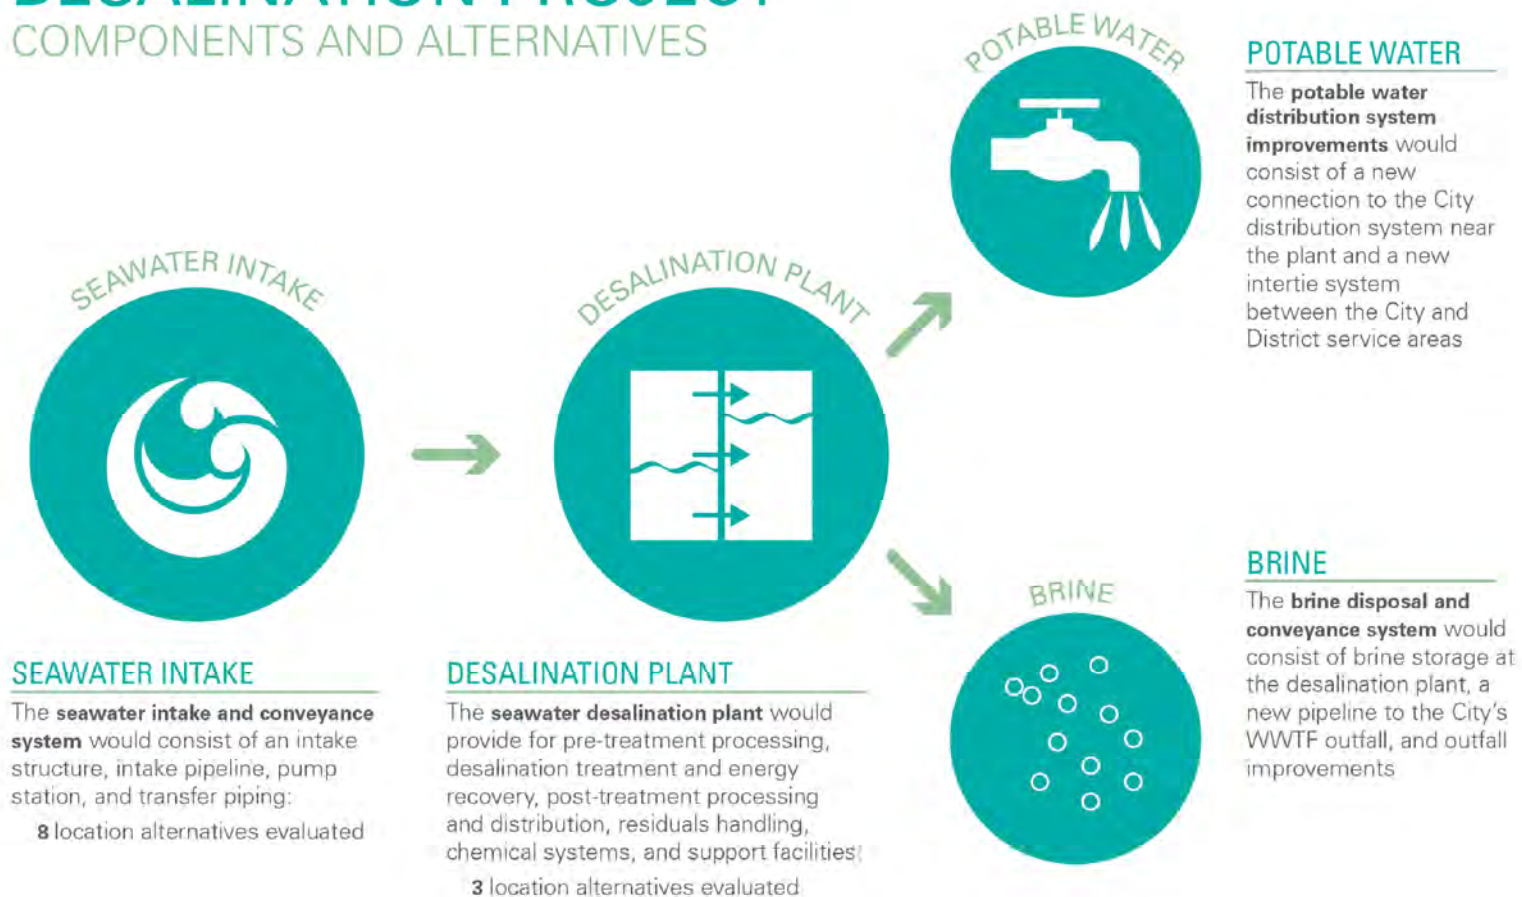 DESALINATION PROJECT
COMPONENTS AND ALTERNATIVES
SEAWATER INTAKE
DESALINATION PLANT
POTABLE WATER
BRINE
POTABLE WATER
The potable water
distribution system
improvements would
consist of a new
connection to the City
distribution system near
the plant and a new
intertie system
between the City and
District service areas
SEAWATER INTAKE
The seawater intake and conveyance
system would consist of an intake
structure, intake pipeline, pump
station, and transfer piping:
8 location alternatives evaluated
DESALINATION PLANT
The seawater desalination plant would
provide for pre-treatment processing,
desalination treatment and energy
recovery, post-treatment processing
and distribution, residuals handling,
chemical systems, and support facilities:
3 location alternatives evaluated
BRINE
The brine disposal and
conveyance system would
consist of brine storage at
the desalination plant, a
new pipeline to the City's
WWTF outfall, and outfall
improvements